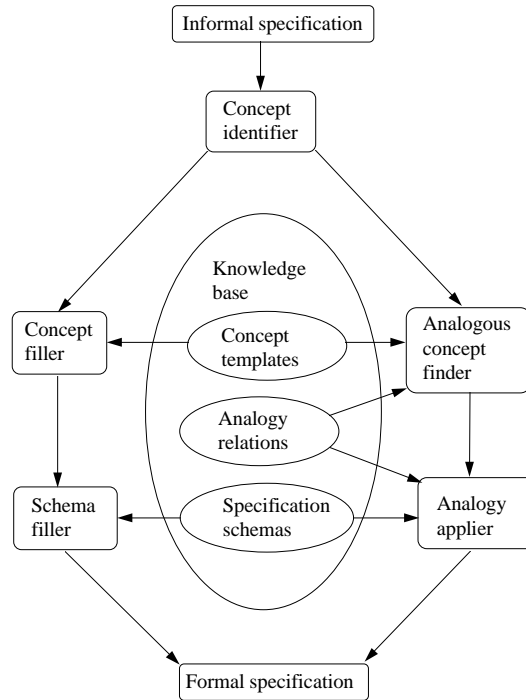 Informal specification
Concept
identifier
Knowledge
base
Concept
filler
Concept
templates
Analogous
concept
finder
Analogy
relations
Schema
filler
Specification
schemas
Analogy
applier
Formal specification